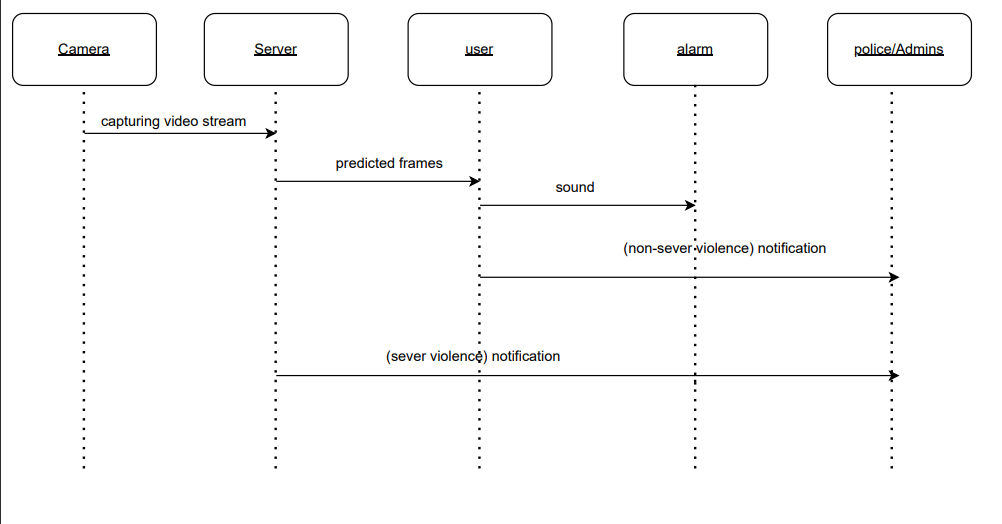 Camera
Server
user
alarm
police/Admins
capturing video stream
predicted frames
sound
(non-sever violence) notification
(sever violence) notification